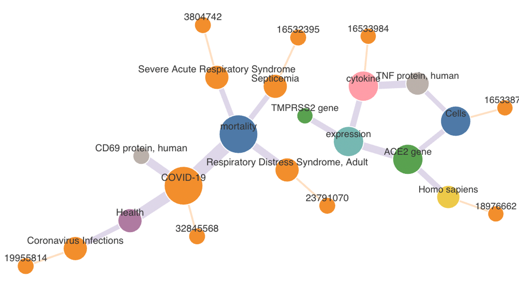 3804742
16532395
16533984
Severe Acute Respiratory Syndrome
Septicemia
cytokine
TNF protein, human
TMPRSS2 gene
1653387
Cells
mortality
expression
CD69 protein, human
ACE2 gene
Respiratory Distress Syndrome, Adult
COVID-19
Homo sapiens
23791070
Health
18976662
32845568
Coronavirus Infections
19955814